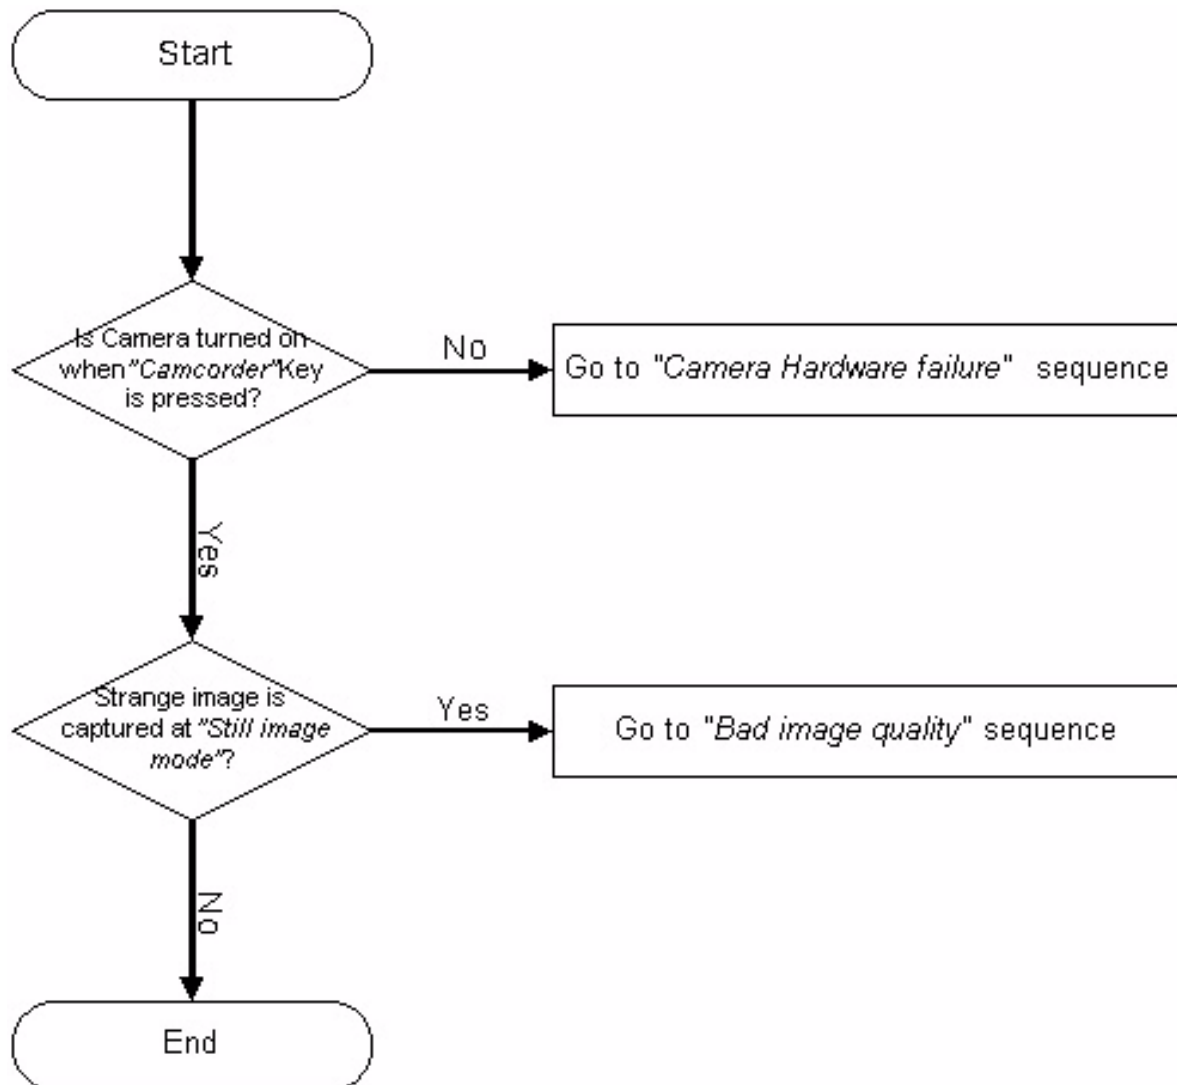 Start
Is Camera turned on
when "Camcorder"Key
is pressed?
No
Go to "Camera Hardware failure" sequence
Yes
Strange image is
captured at "Still image
mode"?
Yes
Go to "Bad image quality" sequence
No
End